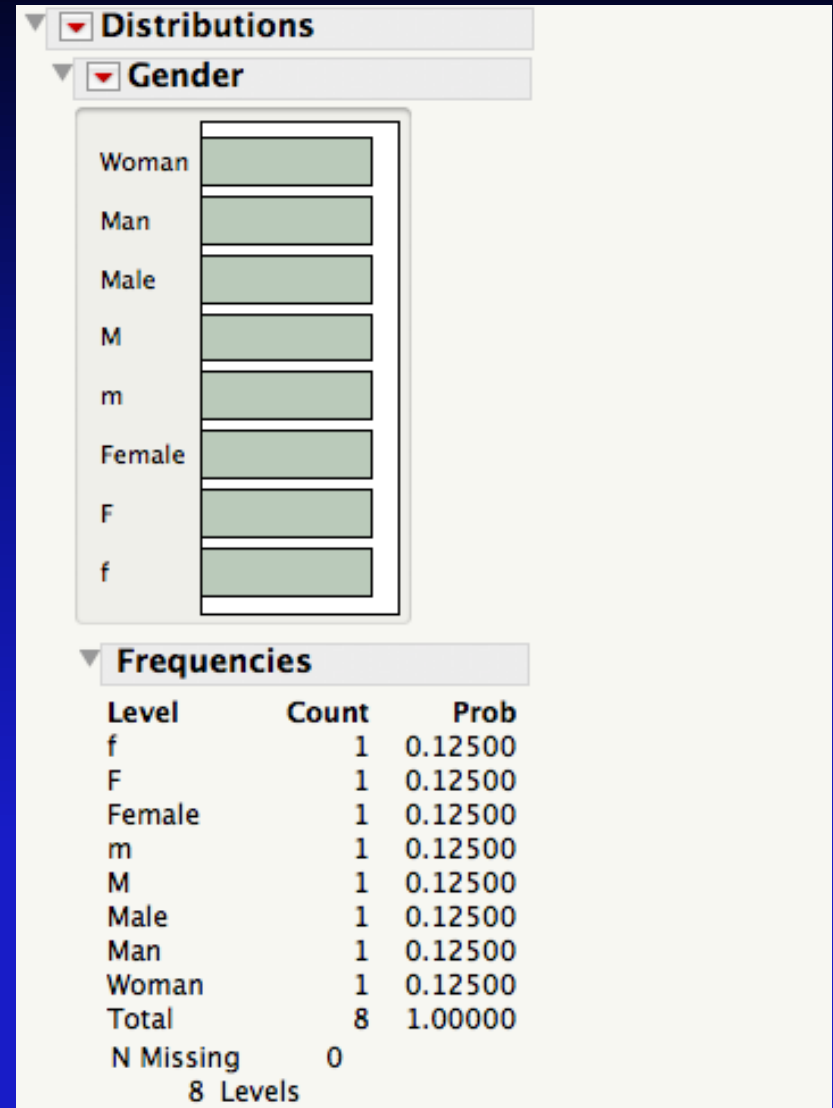 Distributions
Gender
Woman
Man
Male
M
m
Female
F
f
Frequencies
Level Count Prob
f 1 0.12500
F 1 0.12500
Female 1 0.12500
m 1 0.12500
M 1 0.12500
Male 1 0.12500
Man 1 0.12500
Woman 1 0.12500
Total 8 1.00000
N Missing 0
8 Levels